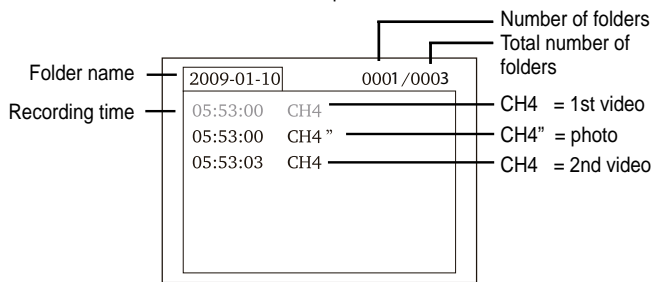 Number of folders
Total number of
folders
Folder name
2009-01-10
0001/0003
Recording time
05:53:00 CH4
CH4 = 1st video
05:53:00 CH4 ”
CH4” = photo
05:53:03 CH4
CH4 = 2nd video